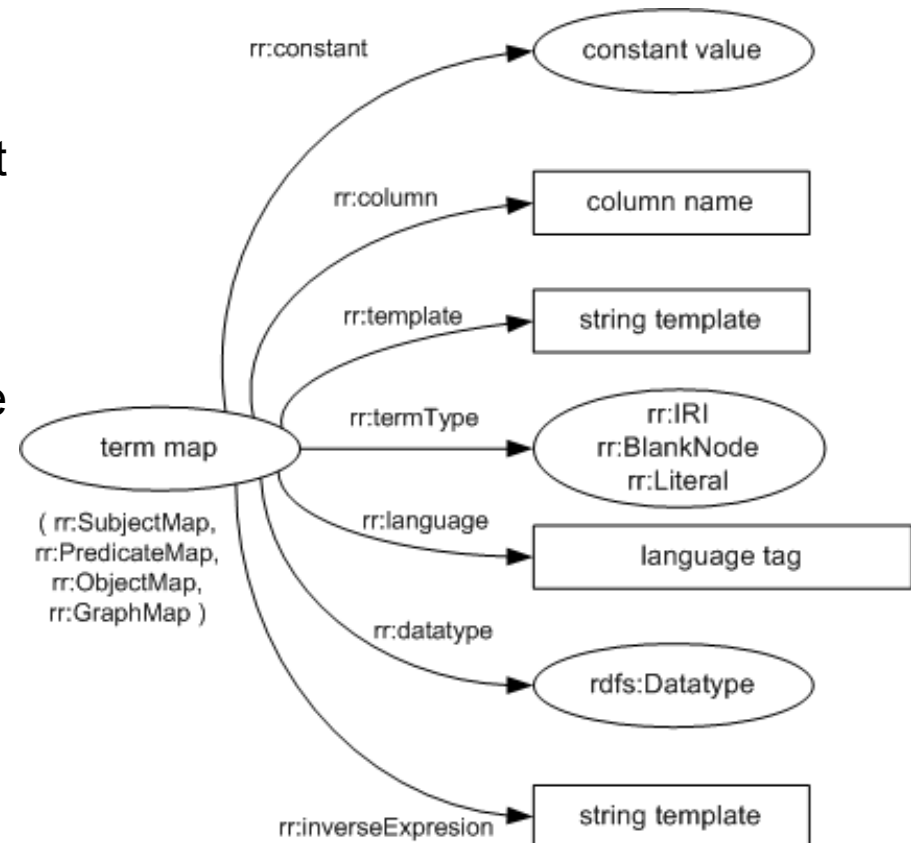 rr:constant
constant value
t
rr:column
column name
rr:template
string template
e
rr:termType
rr:IRI
rr:BlankNode
rr:Literal
term map
( rr:SubjectMap,
rr:PredicateMap,
rr:ObjectMap,
rr:GraphMap )
rr:language
language tag
rr:datatype
rdfs:Datatype
rr:inverseExpresion
string template